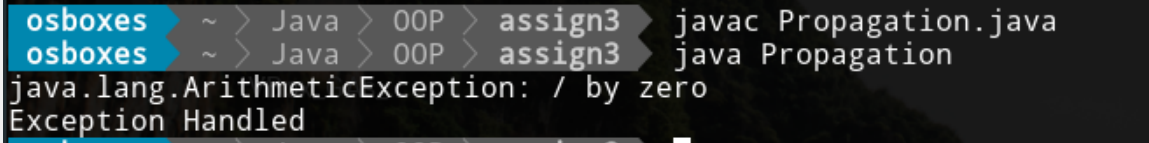 osboxes ~ Java OOP assign3 javac Propagation.java
osboxes ~ Java OOP assign3 java Propagation
java.lang.ArithmeticException: / by zero
Exception Handled